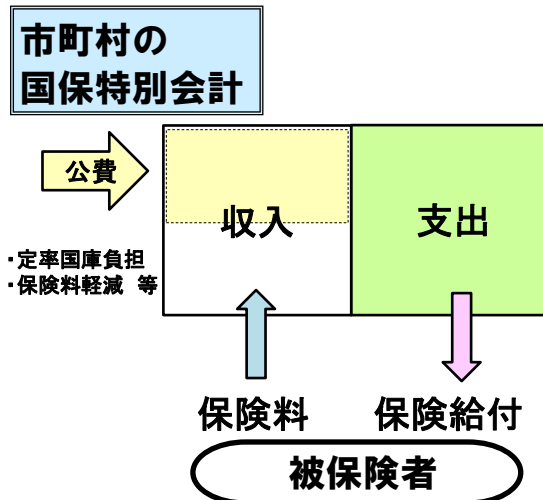 市町村の
国保特別会計
公費
収入
支出
・定率国庫負担
・保険料軽減 等
保険料
保険給付
被保険者